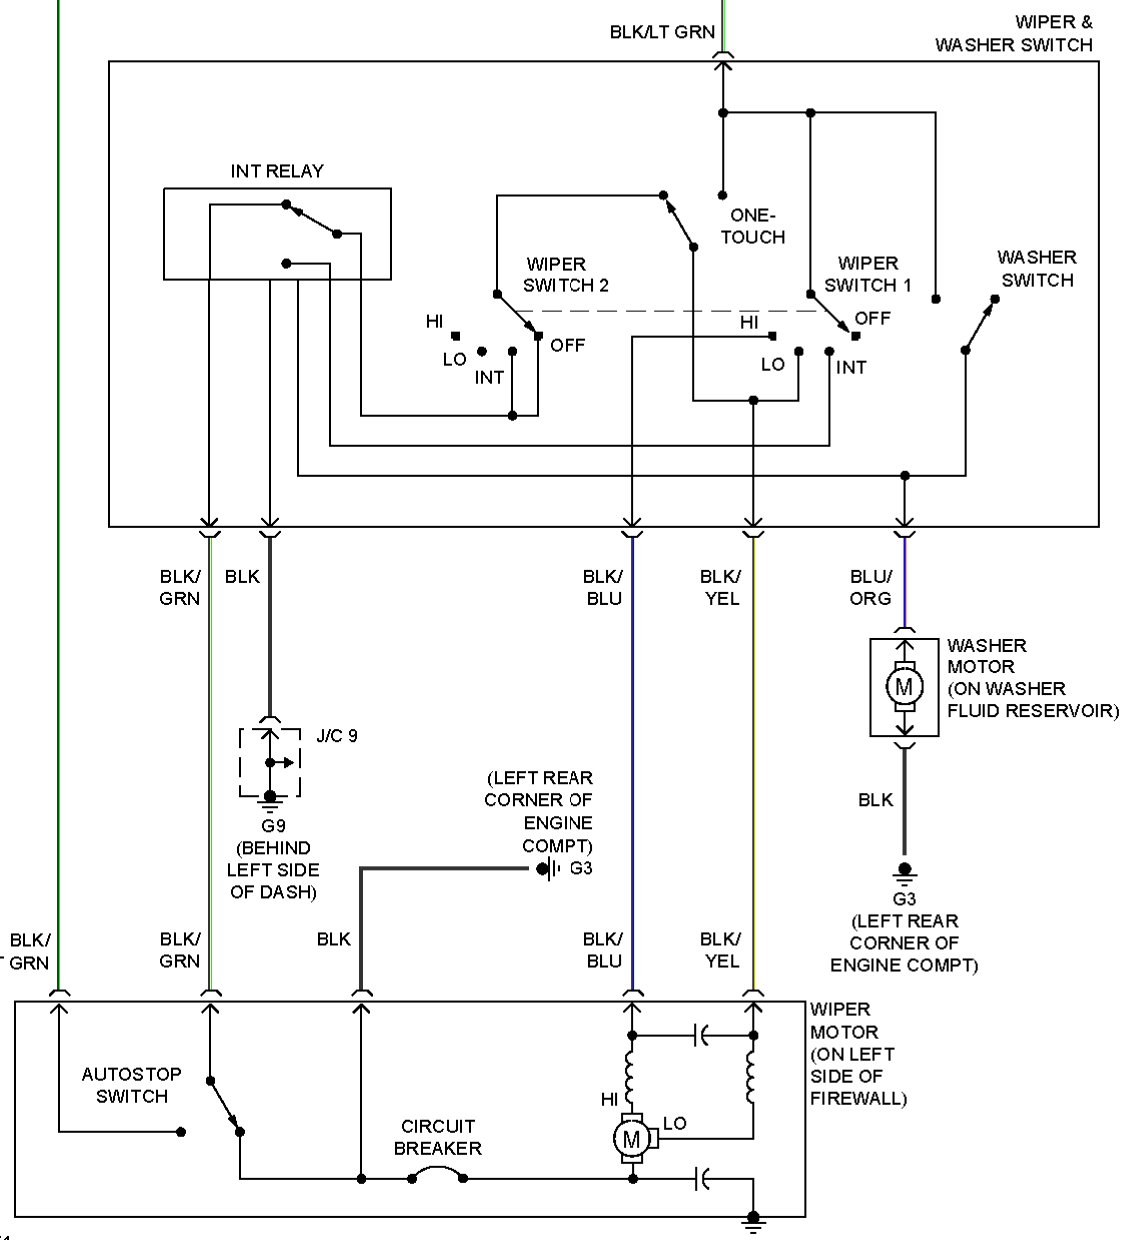 BLK/LT GRN
WIPER &
WASHER SWITCH
INT RELAY
ONE-
TOUCH
WIPER
SWITCH 2
WIPER
SWITCH 1
WASHER
SWITCH
HI
LO
INT
OFF
HI
LO
INT
OFF
BLK/
GRN
BLK
BLK/
BLU
BLK/
YEL
BLU/
ORG
WASHER
MOTOR
(ON WASHER
FLUID RESERVOIR)
M
J/C 9
G9
(BEHIND
LEFT SIDE
OF DASH)
(LEFT REAR
CORNER OF
ENGINE
COMPT)
G3
BLK
G3
(LEFT REAR
CORNER OF
ENGINE COMPT)
BLK/
T GRN
BLK/
GRN
BLK
BLK/
BLU
BLK/
YEL
WIPER
MOTOR
(ON LEFT
SIDE OF
FIREWALL)
AUTOSTOP
SWITCH
CIRCUIT
BREAKER
HI
LO
M